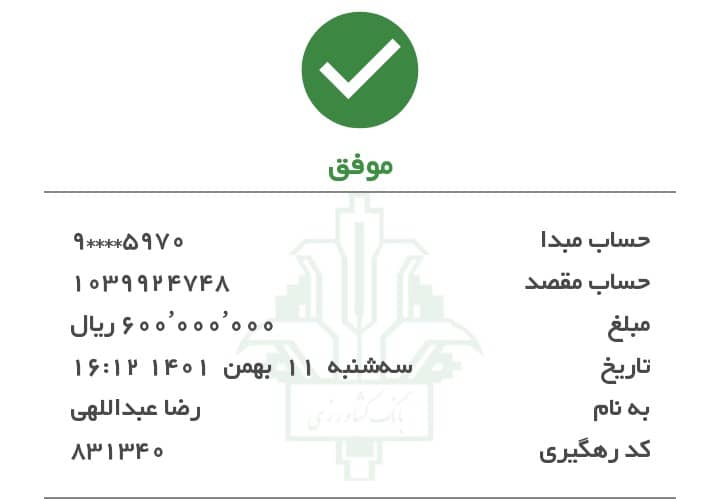 موفق
حساب مبدا ۹****۵۹۷۰
حساب مقصد ۱۰۳۹۹۲۴۷۴۸
مبلغ ۶۰۰٬۰۰۰٬۰۰۰ ریال
تاریخ سه‌شنبه ۱۱ بهمن ۱۴۰۱ ۱۶:۱۲
به نام رضا عبداللهی
کد رهگیری ۸۳۱۳۴۰
بانک کشاورزی